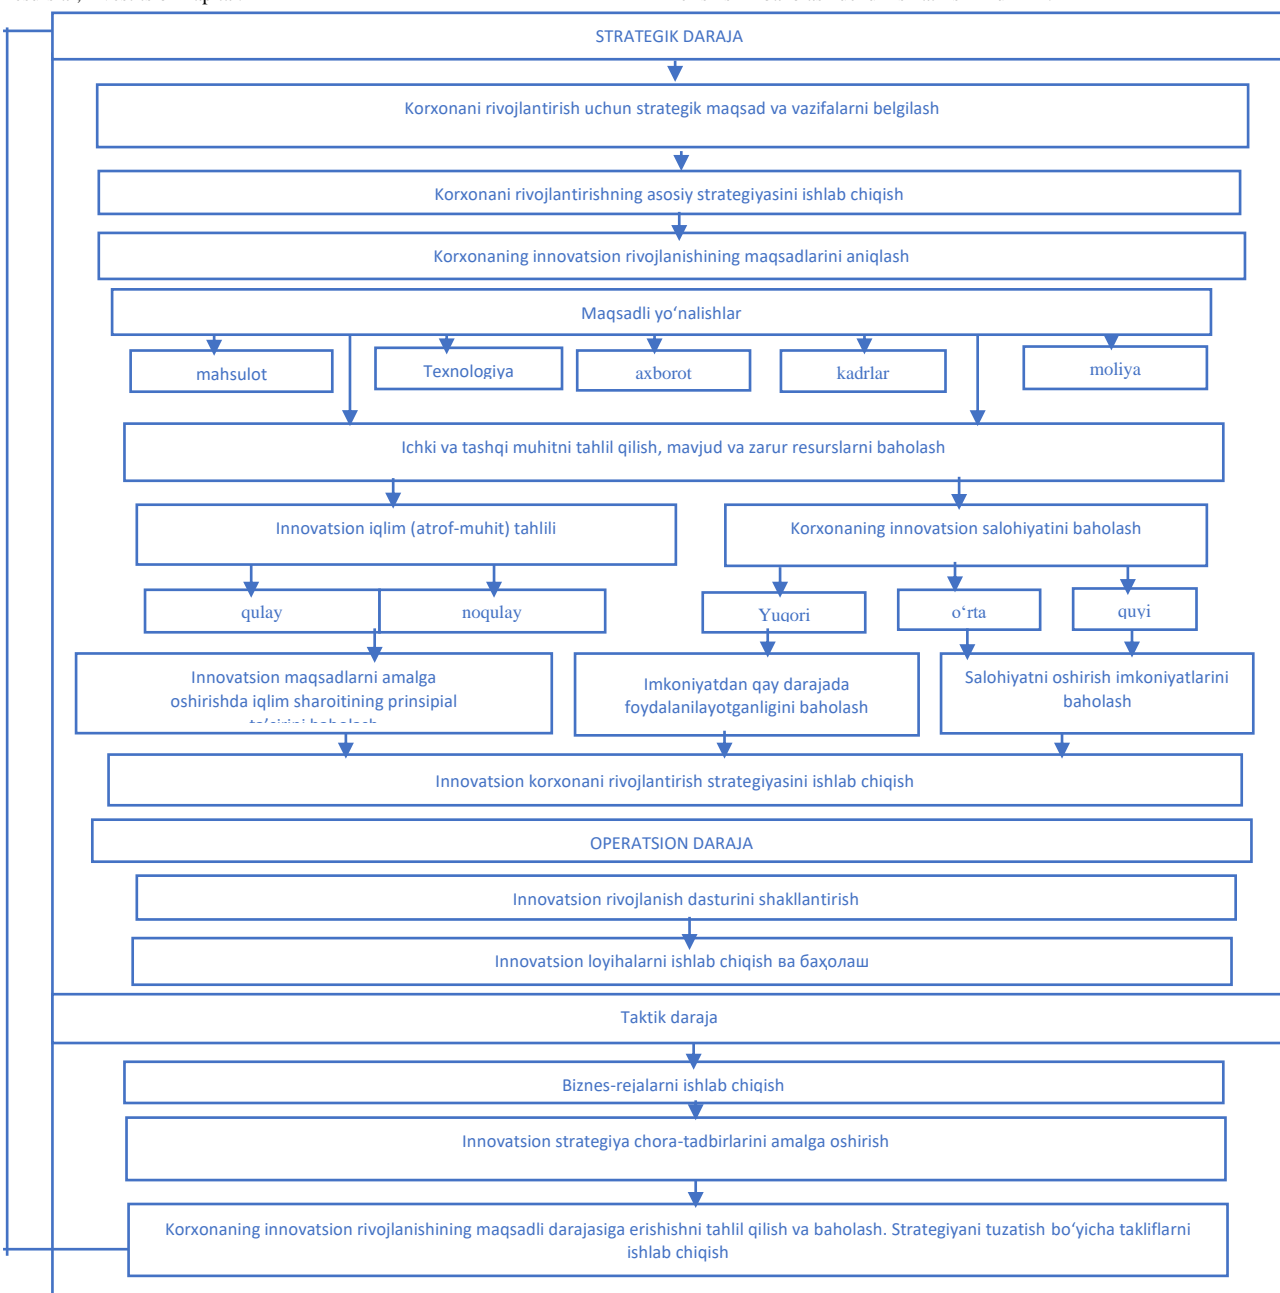 STRATEGIK DARAJA
Korxonani rivojlantirish uchun strategik maqsad va vazifalarni belgilash
Korxonani rivojlantirishning asosiy strategiyasini ishlab chiqish
Korxonaning innovatsion rivojlanishining maqsadlarini aniqlash
Maqsadli yo‘nalishlar
mahsulot
Texnologiya
axborot
kadrlar
moliya
Ichki va tashqi muhitni tahlil qilish, mavjud va zarur resurslarni baholash
Innovatsion iqlim (atrof-muhit) tahlili
Korxonaning innovatsion salohiyatini baholash
qulay
noqulay
Yuqori
o‘rta
quyi
Innovatsion maqsadlarni amalga
oshirishda iqlim sharoitining prinsipial
ta’sirini baholash
Imkoniyatdan qay darajada
foydalanilayotganligini baholash
Salohiyatni oshirish imkoniyatlarini
baholash
Innovatsion korxonani rivojlantirish strategiyasini ishlab chiqish
OPERATSION DARAJA
Innovatsion rivojlanish dasturini shakllantirish
Innovatsion loyihalarni ishlab chiqish ва баҳолаш
Taktik daraja
Biznes-rejalarni ishlab chiqish
Innovatsion strategiya chora-tadbirlarini amalga oshirish
Korxonaning innovatsion rivojlanishining maqsadli darajasiga erishishni tahlil qilish va baholash. Strategiyani tuzatish bo‘yicha takliflarni
ishlab chiqish